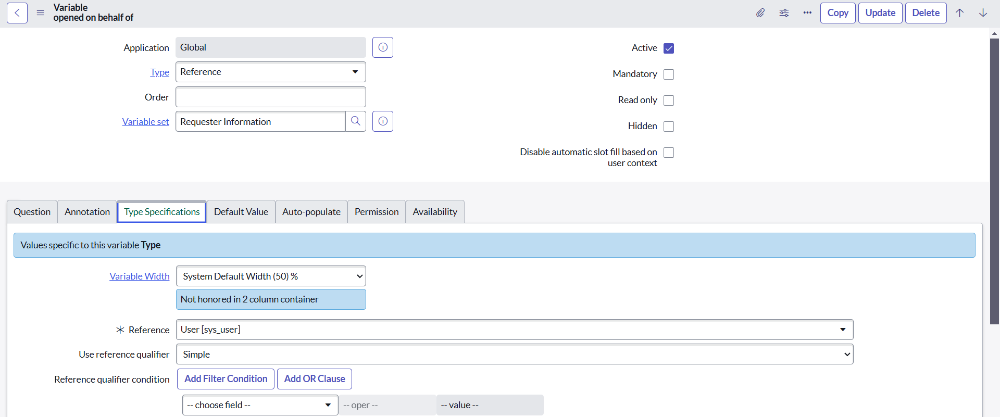 Variable
opened on behalf of
Copy
Update
Delete
Application
Global
Type
Reference
Order
Variable set
Requester Information
Active
Mandatory
Read only
Hidden
Disable automatic slot fill based on
user context
Question
Annotation
Type Specifications
Default Value
Auto-populate
Permission
Availability
Values specific to this variable Type
Variable Width
System Default Width (50) %
Not honored in 2 column container
Reference
User [sys_user]
Use reference qualifier
Simple
Reference qualifier condition
Add Filter Condition
Add OR Clause
-- choose field --
-- oper --
-- value --